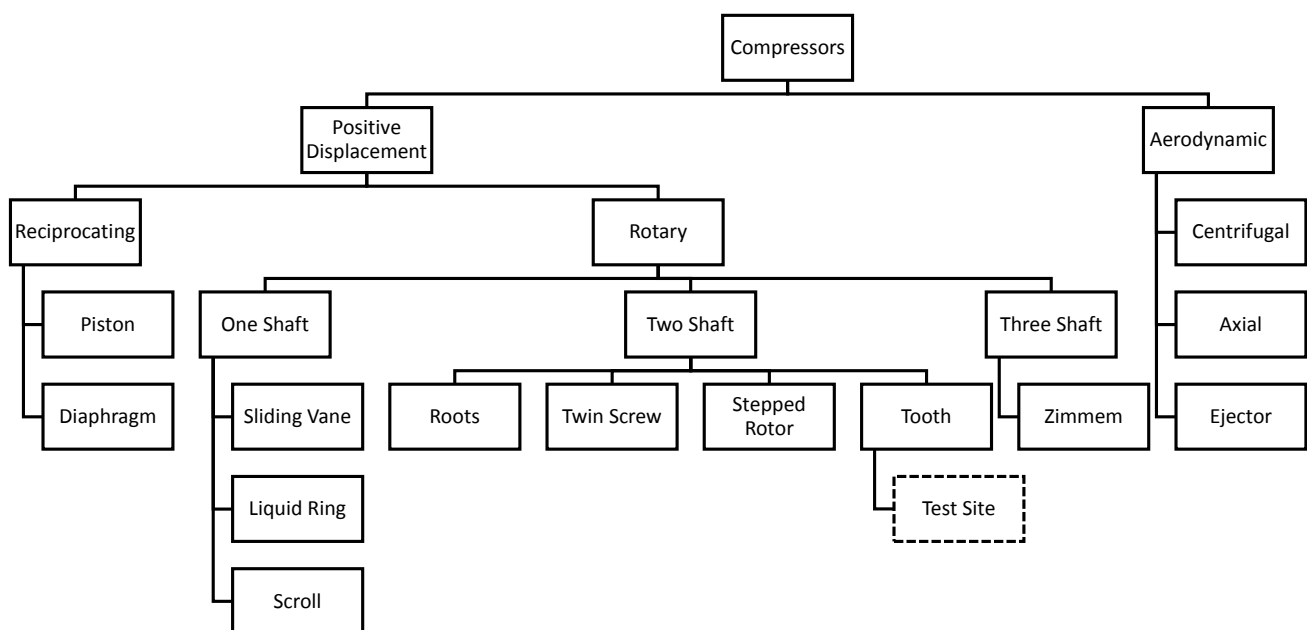 Compressors
Positive
Displacement
Aerodynamic
Reciprocating
Rotary
Centrifugal
Piston
One Shaft
Two Shaft
Three Shaft
Axial
Diaphragm
Sliding Vane
Roots
Twin Screw
Stepped
Rotor
Tooth
Zimmem
Ejector
Liquid Ring
Test Site
Scroll